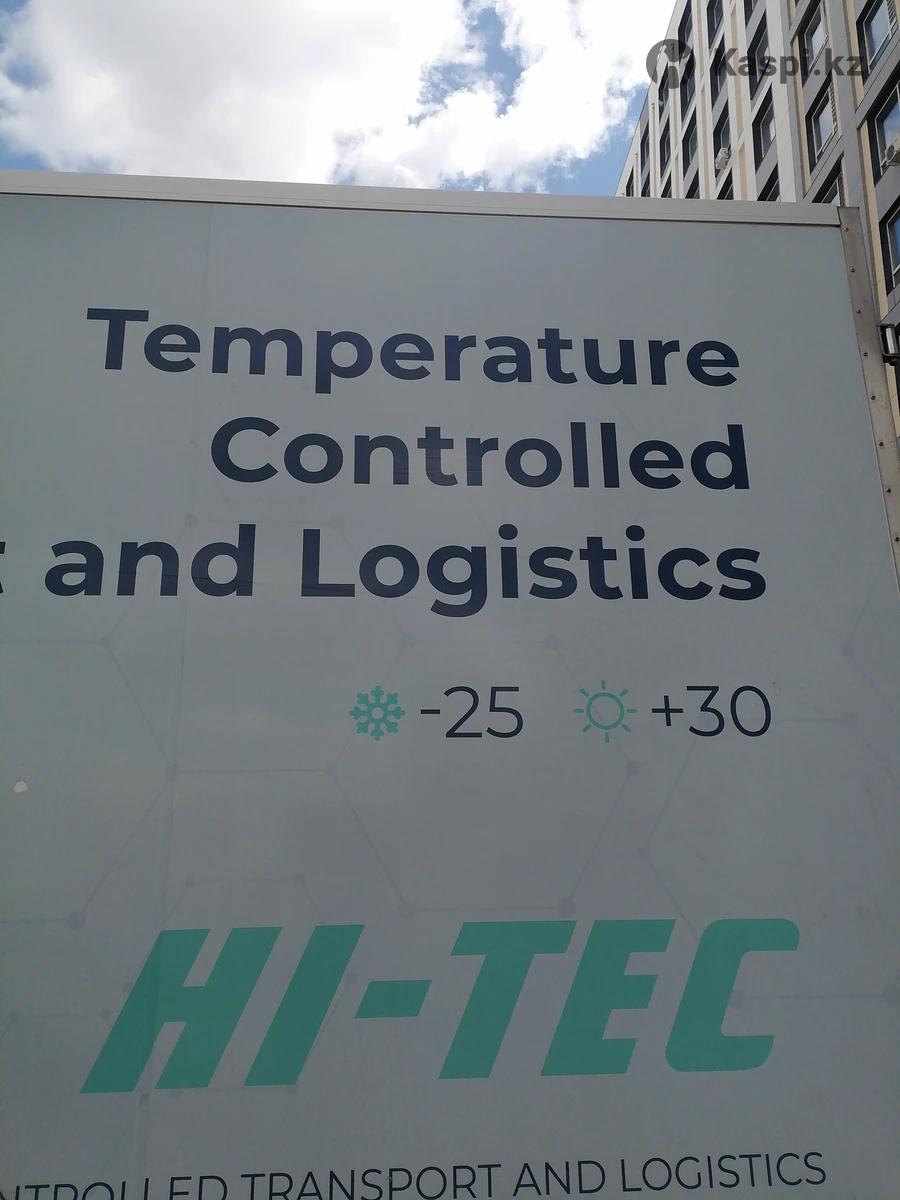 Kaspi.kz
Temperature
Controlled
and Logistics
-25 +30
HI-TEC
TRANSPORT AND LOGISTICS